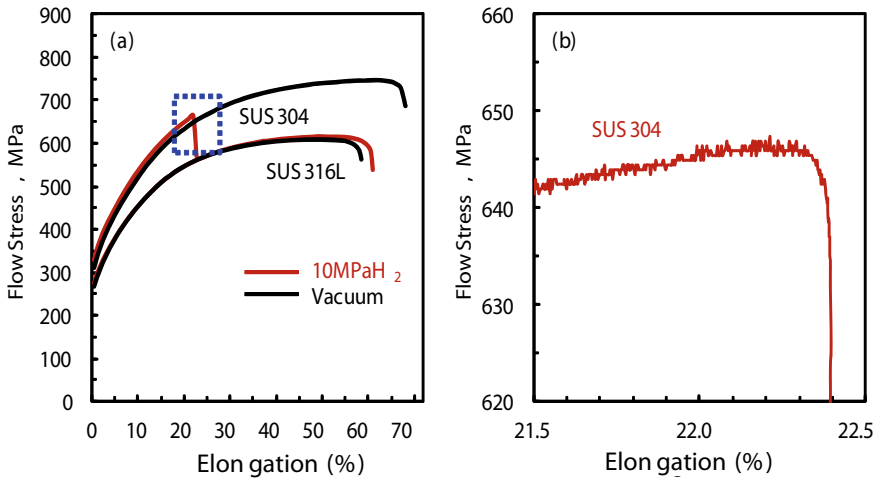 (a)
900
800
700
600
500
400
300
200
100
0
Flow Stress , MPa
SUS 304
SUS 316L
10MPaH 2
Vacuum
0 10 20 30 40 50 60 70
Elon gation (%)
(b)
660
650
640
630
620
Flow Stress , MPa
SUS 304
21.5 22.0 22.5
Elon gation (%)